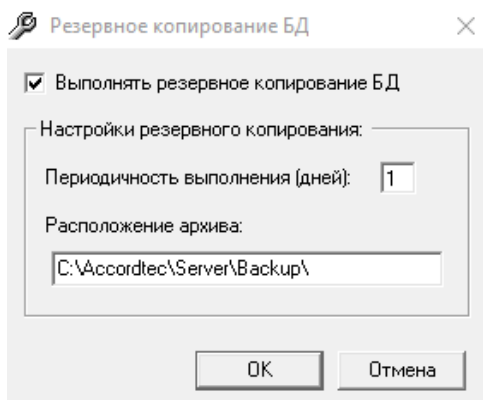 Резервное копирование БД
Выполнять резервное копирование БД
Настройки резервного копирования:
Периодичность выполнения (дней): 1
Расположение архива:
C:\Accordtec\Server\Backup\
OK Отмена